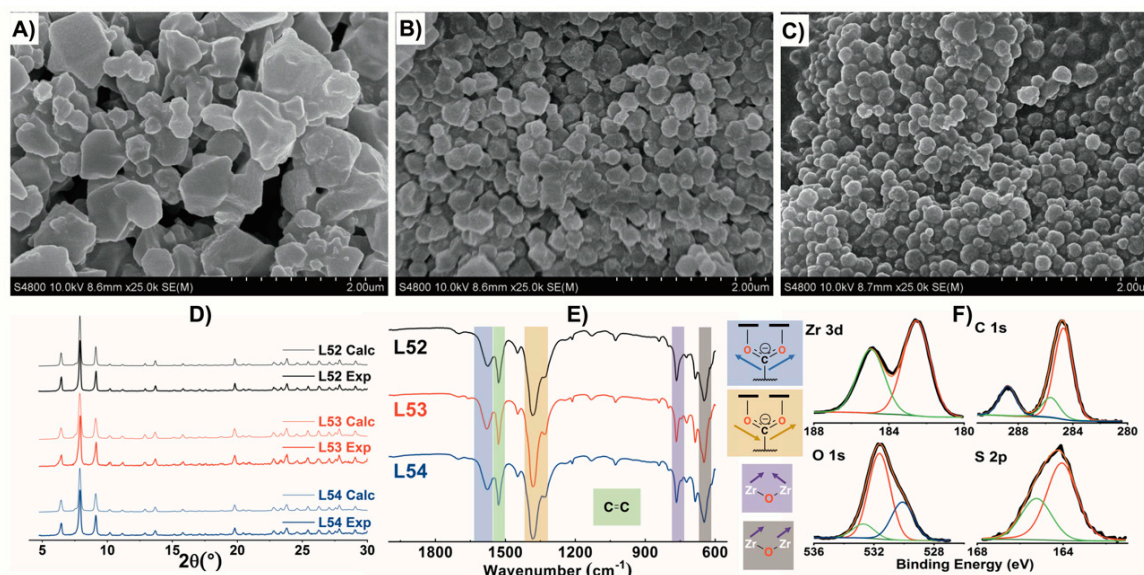 A)
S4800 10.0kV 8.6mm x25.0k SE(M) 2.00um
B)
S4800 10.0kV 8.6mm x25.0k SE(M) 2.00um
C)
S4800 10.0kV 8.7mm x25.0k SE(M) 2.00um
D)
L52 Calc
L52 Exp
L53 Calc
L53 Exp
L54 Calc
L54 Exp
5 10 15 20 25 30
2θ(°)
E)
L52
L53
L54
C=C
1800 1500 1200 900 600
Wavenumber (cm⁻¹)
O O
C
O O
C
Zr Zr
O
Zr Zr
O
F)
Zr 3d
188 184 180
C 1s
288 284 280
O 1s
536 532 528
S 2p
168 164
Binding Energy (eV)